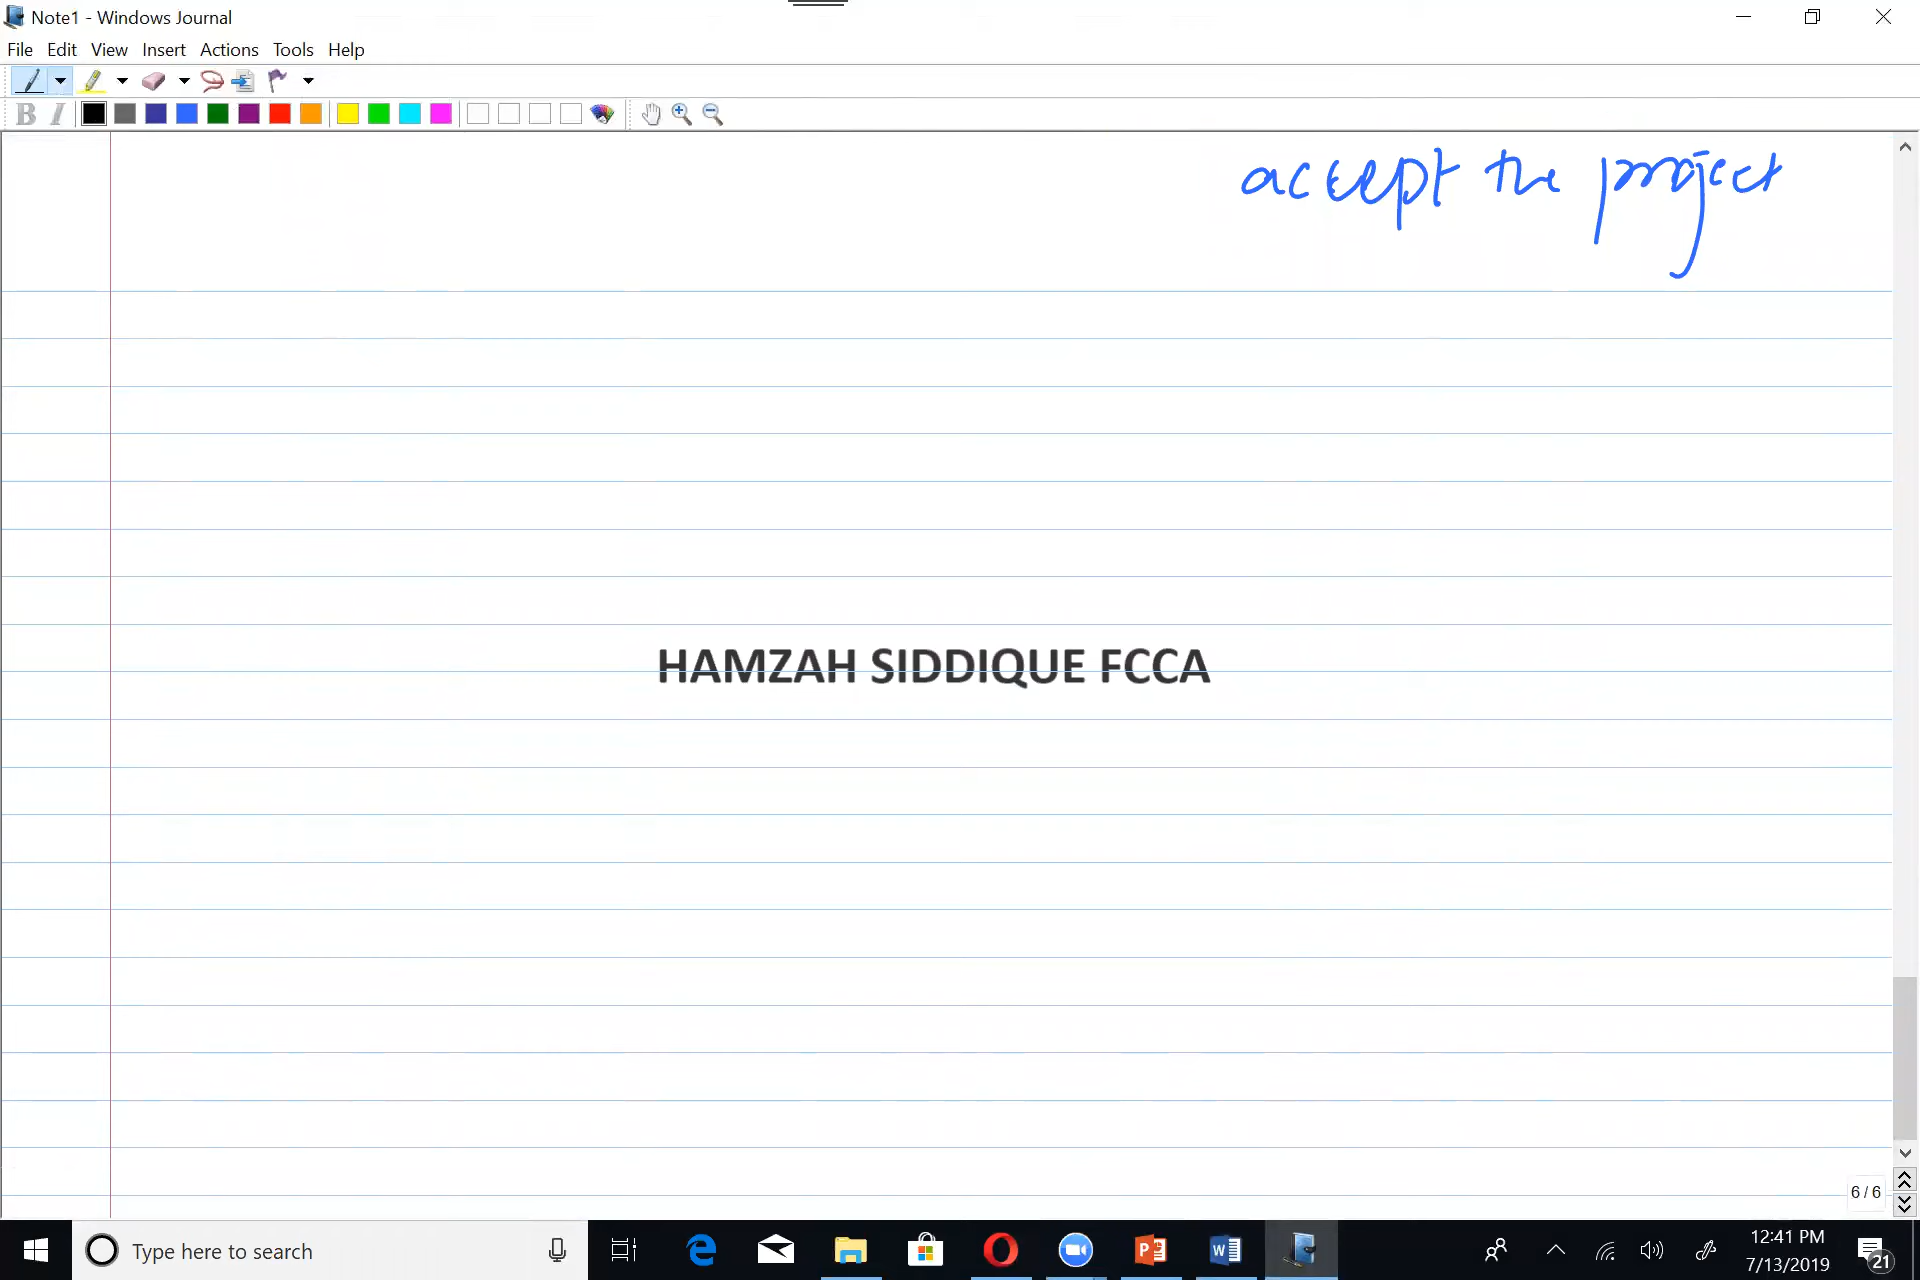 Note1 - Windows Journal
File Edit View Insert Actions Tools Help
B I
accept the project
HAMZAH SIDDIQUE FCCA
6 / 6
Type here to search
12:41 PM
7/13/2019
21